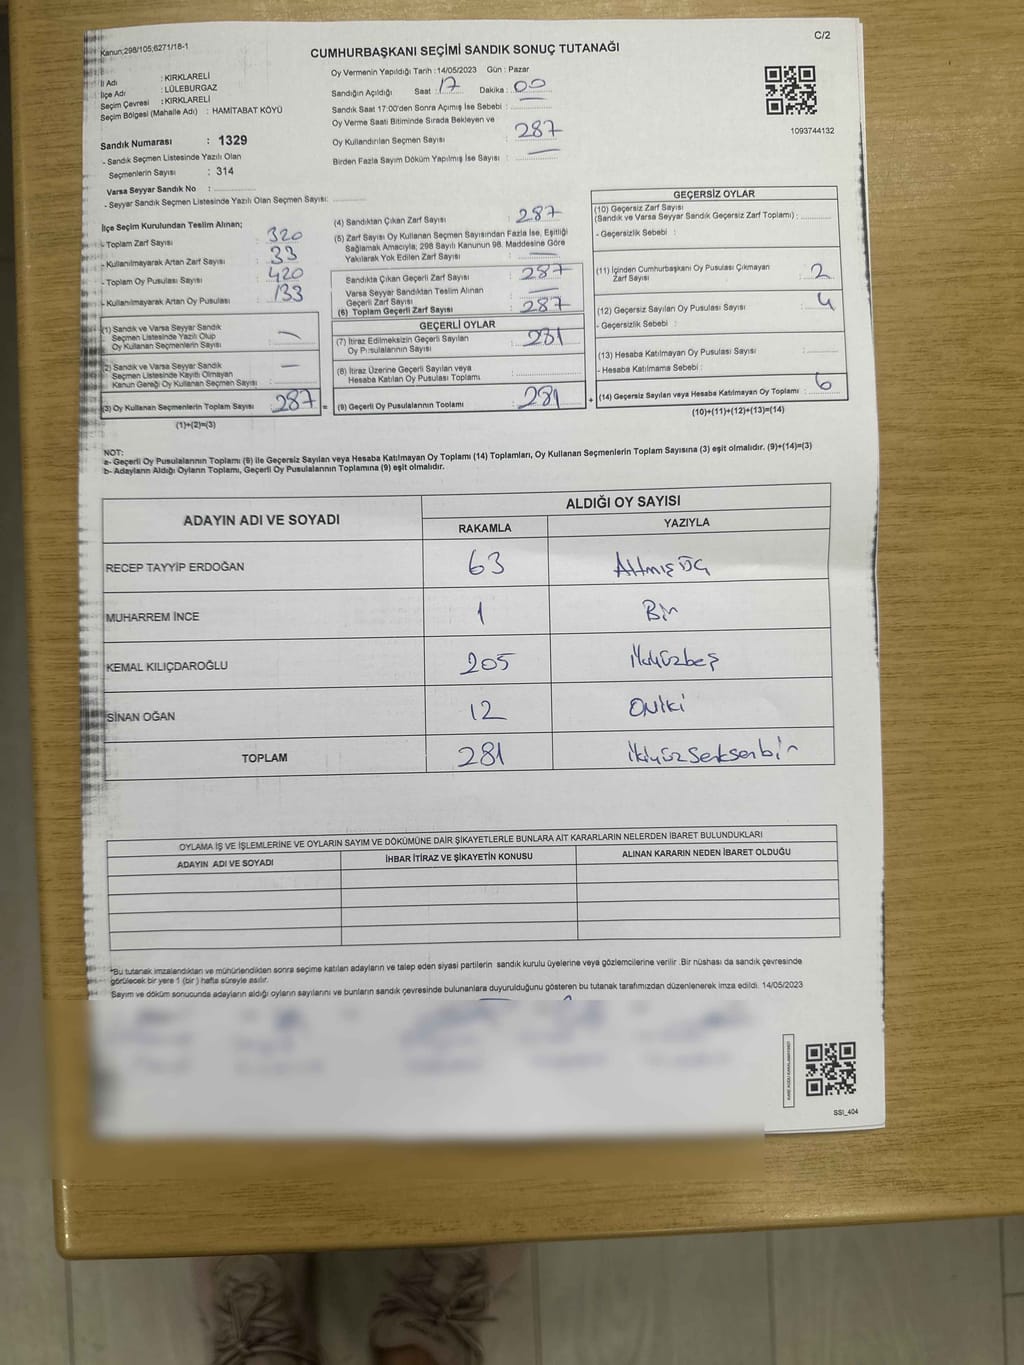 Kanun:298/105;6271/18-1
C/2
CUMHURBAŞKANI SEÇİMİ SANDIK SONUÇ TUTANAĞI
İl Adı : KIRKLARELİ
İlçe Adı : LÜLEBURGAZ
Seçim Çevresi : KIRKLARELİ
Seçim Bölgesi (Mahalle Adı) : HAMİTABAT KÖYÜ
Sandık Numarası : 1329
- Sandık Seçmen Listesinde Yazılı Olan
Seçmenlerin Sayısı : 314
Varsa Seyyar Sandık No :
- Seyyar Sandık Seçmen Listesinde Yazılı Olan Seçmen Sayısı:
Oy Vermenin Yapıldığı Tarih :14/05/2023 Gün : Pazar
Sandığın Açıldığı Saat : 17 Dakika : 00
Sandık Saat 17:00'den Sonra Açımış İse Sebebi : —
Oy Verme Saati Bitiminde Sırada Bekleyen ve
Oy Kullandırılan Seçmen Sayısı : 287
Birden Fazla Sayım Döküm Yapılmış İse Sayısı : —
1093744132
İlçe Seçim Kurulundan Teslim Alınan;
- Toplam Zarf Sayısı : 320
- Kullanılmayarak Artan Zarf Sayısı : 33
- Toplam Oy Pusulası Sayısı : 420
- Kullanılmayarak Artan Oy Pusulası : 133
(1) Sandık ve Varsa Seyyar Sandık
Seçmen Listesinde Yazılı Olup
Oy Kullanan Seçmenlerin Sayısı : —
(2) Sandık ve Varsa Seyyar Sandık
Seçmen Listesinde Kayıtlı Olmayan
Kanun Gereği Oy Kullanan Seçmen Sayısı : —
(3) Oy Kullanan Seçmenlerin Toplam Sayısı : 287 =
(1)+(2)=(3)
(4) Sandıktan Çıkan Zarf Sayısı : 287
(5) Zarf Sayısı Oy Kullanan Seçmen Sayısından Fazla İse, Eşitliği
Sağlamak Amacıyla; 298 Sayılı Kanunun 98. Maddesine Göre
Yakılarak Yok Edilen Zarf Sayısı : —
Sandıkta Çıkan Geçerli Zarf Sayısı : 287
Varsa Seyyar Sandıktan Teslim Alınan
Geçerli Zarf Sayısı : —
(6) Toplam Geçerli Zarf Sayısı : 287
GEÇERLİ OYLAR
(7) İtiraz Edilmeksizin Geçerli Sayılan
Oy Pusulalarının Sayısı : 281
(8) İtiraz Üzerine Geçerli Sayılan veya
Hesaba Katılan Oy Pusulası Toplamı :
(9) Geçerli Oy Pusulalarının Toplamı : 281 +
GEÇERSİZ OYLAR
(10) Geçersiz Zarf Sayısı
(Sandık ve Varsa Seyyar Sandık Geçersiz Zarf Toplamı) :
- Geçersizlik Sebebi :
(11) İçinden Cumhurbaşkanı Oy Pusulası Çıkmayan
Zarf Sayısı : 2
(12) Geçersiz Sayılan Oy Pusulası Sayısı : 4
- Geçersizlik Sebebi :
(13) Hesaba Katılmayan Oy Pusulası Sayısı :
- Hesaba Katılmama Sebebi :
(14) Geçersiz Sayılan veya Hesaba Katılmayan Oy Toplamı : 6
(10)+(11)+(12)+(13)=(14)
NOT:
a- Geçerli Oy Pusulalarının Toplamı (9) ile Geçersiz Sayılan veya Hesaba Katılmayan Oy Toplamı (14) Toplamları, Oy Kullanan Seçmenlerin Toplam Sayısına (3) eşit olmalıdır. (9)+(14)=(3)
b- Adayların Aldığı Oyların Toplamı, Geçerli Oy Pusulalarının Toplamına (9) eşit olmalıdır.
ADAYIN ADI VE SOYADI
ALDIĞI OY SAYISI
RAKAMLA YAZIYLA
RECEP TAYYİP ERDOĞAN 63 Altmış üç
MUHARREM İNCE 1 Bir
KEMAL KILIÇDAROĞLU 205 İkiyüzbeş
SİNAN OĞAN 12 Oniki
TOPLAM 281 İkiyüzseksenbir
OYLAMA İŞ VE İŞLEMLERİNE VE OYLARIN SAYIM VE DÖKÜMÜNE DAİR ŞİKAYETLERLE BUNLARA AİT KARARLARIN NELERDEN İBARET BULUNDUKLARI
ADAYIN ADI VE SOYADI İHBAR İTİRAZ VE ŞİKAYETİN KONUSU ALINAN KARARIN NEDEN İBARET OLDUĞU
*Bu tutanak imzalandıktan ve mühürlendikten sonra seçime katılan adayların ve talep eden siyasi partilerin sandık kurulu üyelerine veya gözlemcilerine verilir .Bir nüshası da sandık çevresinde
görülecek bir yere 1 (bir ) hafta süreyle asılır.
Sayım ve döküm sonucunda adayların aldığı oyların sayılarını ve bunların sandık çevresinde bulunanlara duyurulduğunu gösteren bu tutanak tarafımızdan düzenlenerek imza edildi. 14/05/2023
SSI_404